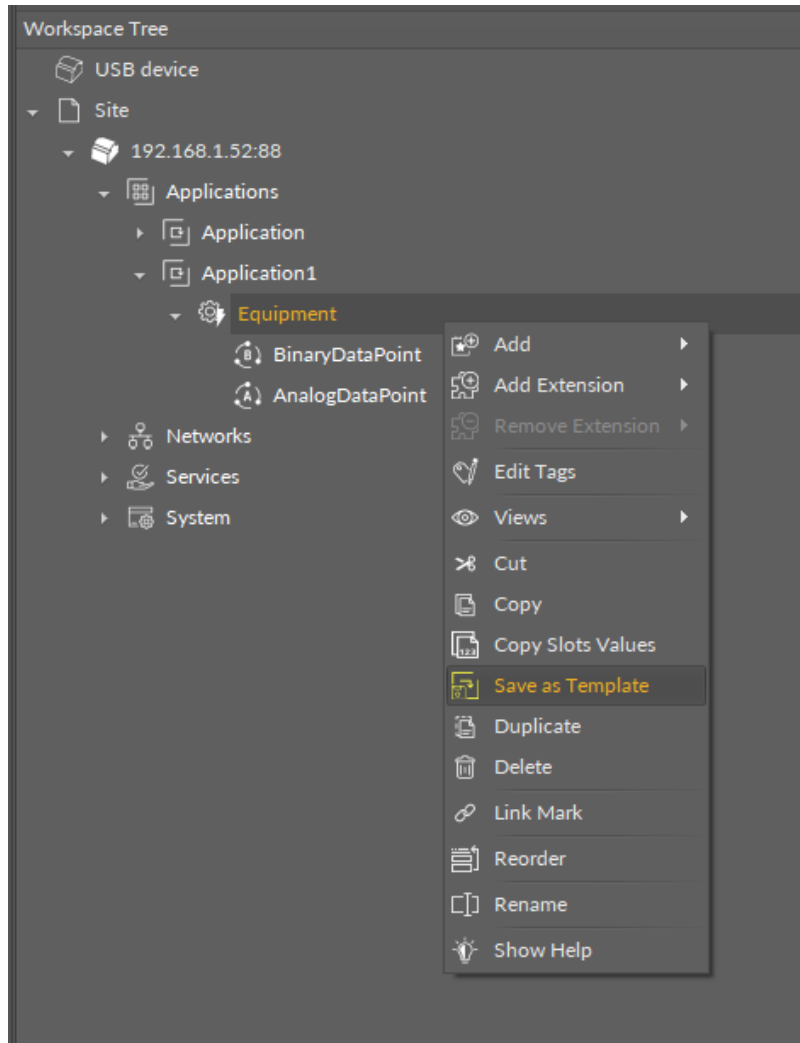 Workspace Tree
USB device
Site
192.168.1.52:88
Applications
Application
Application1
Equipment
BinaryDataPoint
AnalogDataPoint
Networks
Services
System
Add
Add Extension
Remove Extension
Edit Tags
Views
Cut
Copy
Copy Slots Values
Save as Template
Duplicate
Delete
Link Mark
Reorder
Rename
Show Help